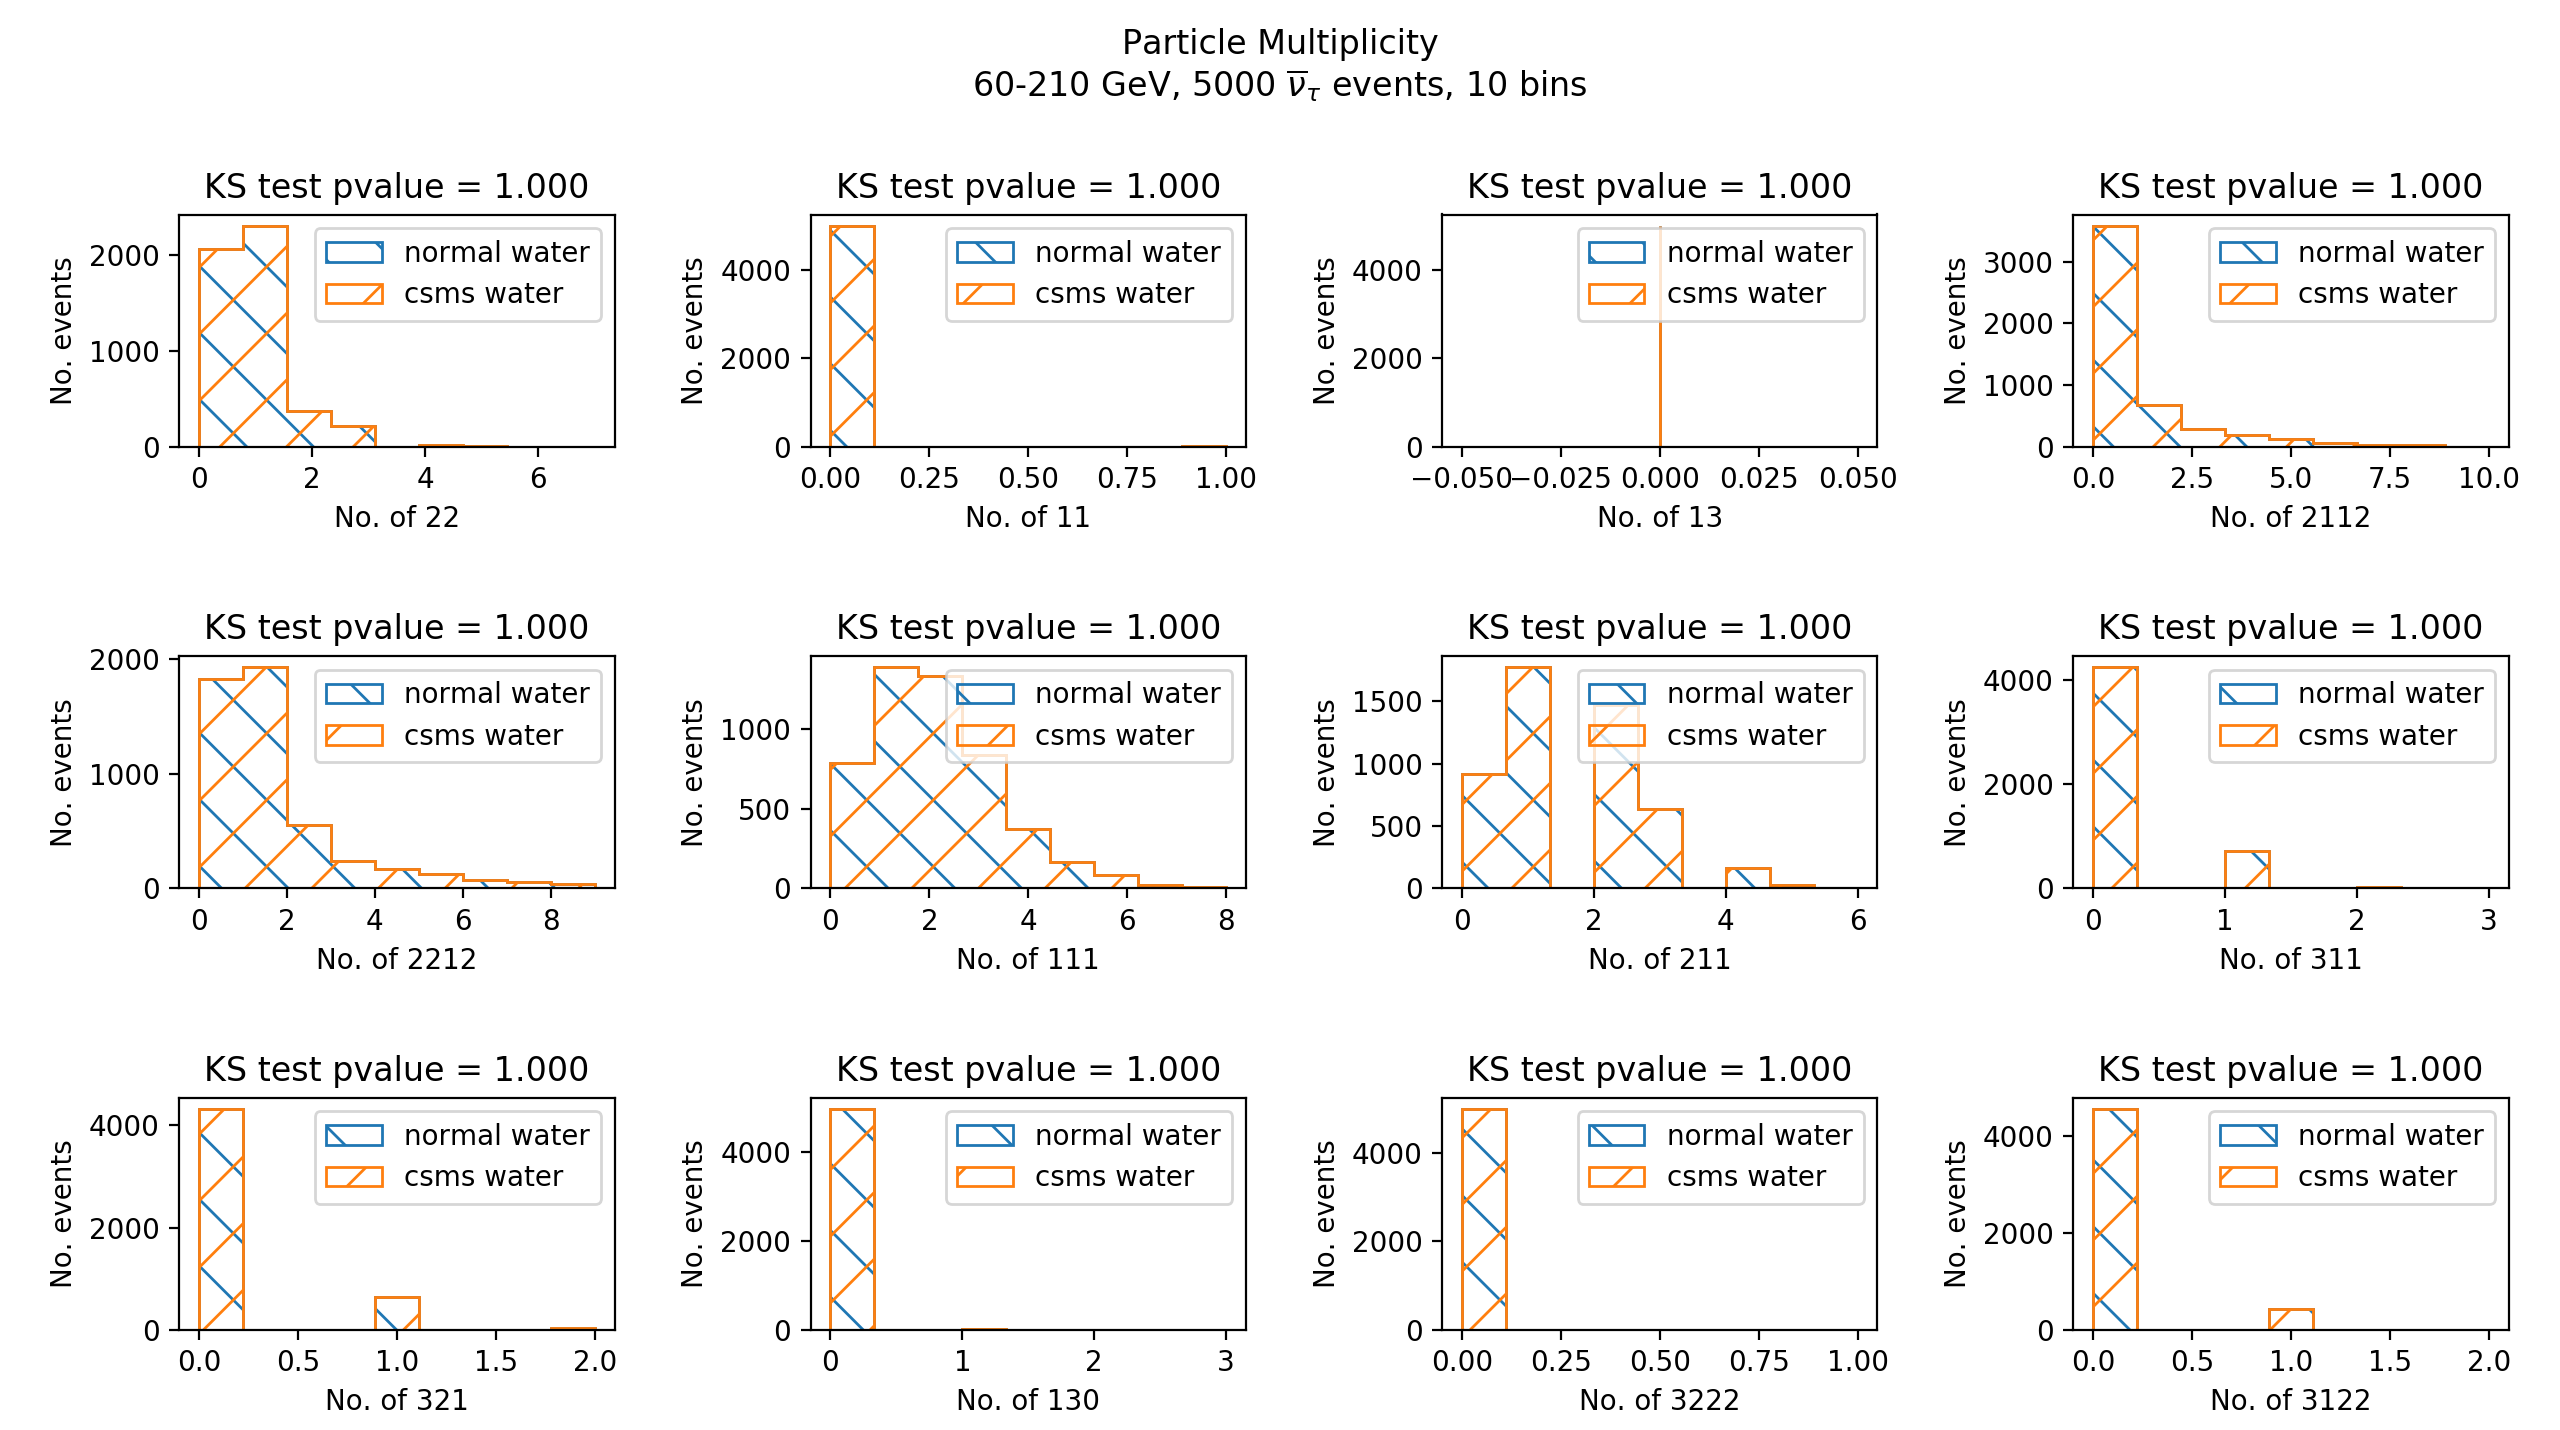 Particle Multiplicity
60-210 GeV, 5000 ν̅τ events, 10 bins
KS test pvalue = 1.000
No. events
2000
1000
0
0 2 4 6
No. of 22
normal water
csms water
KS test pvalue = 1.000
No. events
4000
2000
0
0.00 0.25 0.50 0.75 1.00
No. of 11
normal water
csms water
KS test pvalue = 1.000
No. events
4000
2000
0
−0.050 −0.025 0.000 0.025 0.050
No. of 13
normal water
csms water
KS test pvalue = 1.000
No. events
3000
2000
1000
0
0.0 2.5 5.0 7.5 10.0
No. of 2112
normal water
csms water
KS test pvalue = 1.000
No. events
2000
1000
0
0 2 4 6 8
No. of 2212
normal water
csms water
KS test pvalue = 1.000
No. events
1000
500
0
0 2 4 6 8
No. of 111
normal water
csms water
KS test pvalue = 1.000
No. events
1500
1000
500
0
0 2 4 6
No. of 211
normal water
csms water
KS test pvalue = 1.000
No. events
4000
2000
0
0 1 2 3
No. of 311
normal water
csms water
KS test pvalue = 1.000
No. events
4000
2000
0
0.0 0.5 1.0 1.5 2.0
No. of 321
normal water
csms water
KS test pvalue = 1.000
No. events
4000
2000
0
0 1 2 3
No. of 130
normal water
csms water
KS test pvalue = 1.000
No. events
4000
2000
0
0.00 0.25 0.50 0.75 1.00
No. of 3222
normal water
csms water
KS test pvalue = 1.000
No. events
4000
2000
0
0.0 0.5 1.0 1.5 2.0
No. of 3122
normal water
csms water